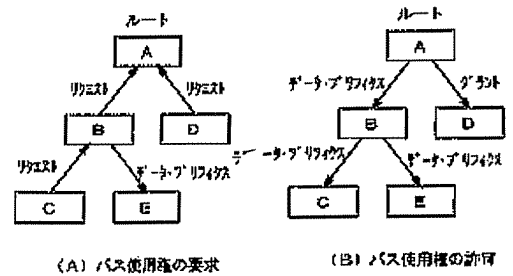 ルート
A
リクエスト
リクエスト
B
D
リクエスト
データ・プリフィクス
C
E
(A) バス使用権の要求
ルート
A
データ・プリフィクス
グラント
B
D
データ・プリフィクス
データ・プリフィクス
C
E
(B) バス使用権の許可